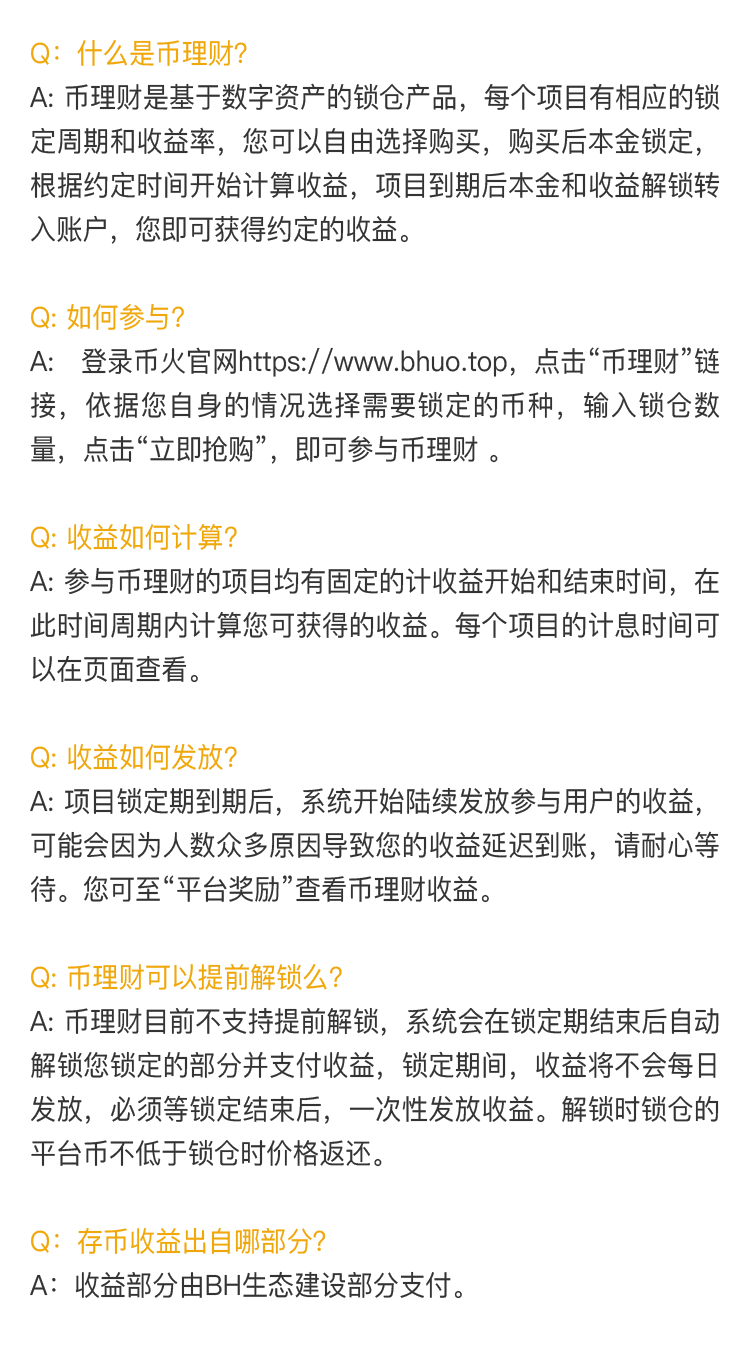 Q：什么是币理财？
A: 币理财是基于数字资产的锁仓产品，每个项目有相应的锁
定周期和收益率，您可以自由选择购买，购买后本金锁定，
根据约定时间开始计算收益，项目到期后本金和收益解锁转
入账户，您即可获得约定的收益。
Q: 如何参与？
A: 登录币火官网https://www.bhuo.top，点击“币理财”链
接，依据您自身的情况选择需要锁定的币种，输入锁仓数
量，点击“立即抢购”，即可参与币理财 。
Q: 收益如何计算？
A: 参与币理财的项目均有固定的计收益开始和结束时间，在
此时间周期内计算您可获得的收益。每个项目的计息时间可
以在页面查看。
Q: 收益如何发放？
A: 项目锁定期到期后，系统开始陆续发放参与用户的收益，
可能会因为人数众多原因导致您的收益延迟到账，请耐心等
待。您可至“平台奖励”查看币理财收益。
Q: 币理财可以提前解锁么？
A: 币理财目前不支持提前解锁，系统会在锁定期结束后自动
解锁您锁定的部分并支付收益，锁定期间，收益将不会每日
发放，必须等锁定结束后，一次性发放收益。解锁时锁仓的
平台币不低于锁仓时价格返还。
Q：存币收益出自哪部分？
A：收益部分由BH生态建设部分支付。